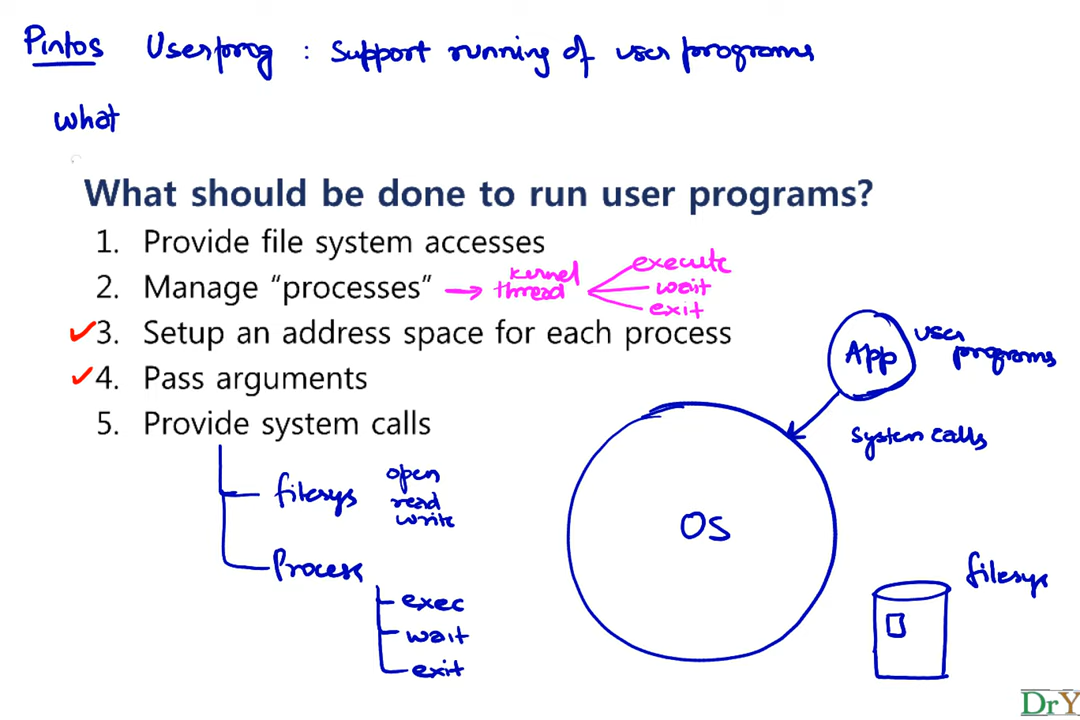 Pintos Userprog : Support running of user programs
what
What should be done to run user programs?
1. Provide file system accesses
2. Manage “processes” → kernel thread
execute
wait
exit
✓3. Setup an address space for each process
✓4. Pass arguments
5. Provide system calls
App
user
programs
system calls
filesys
open
read
write
Process
exec
wait
exit
OS
filesys
DrY